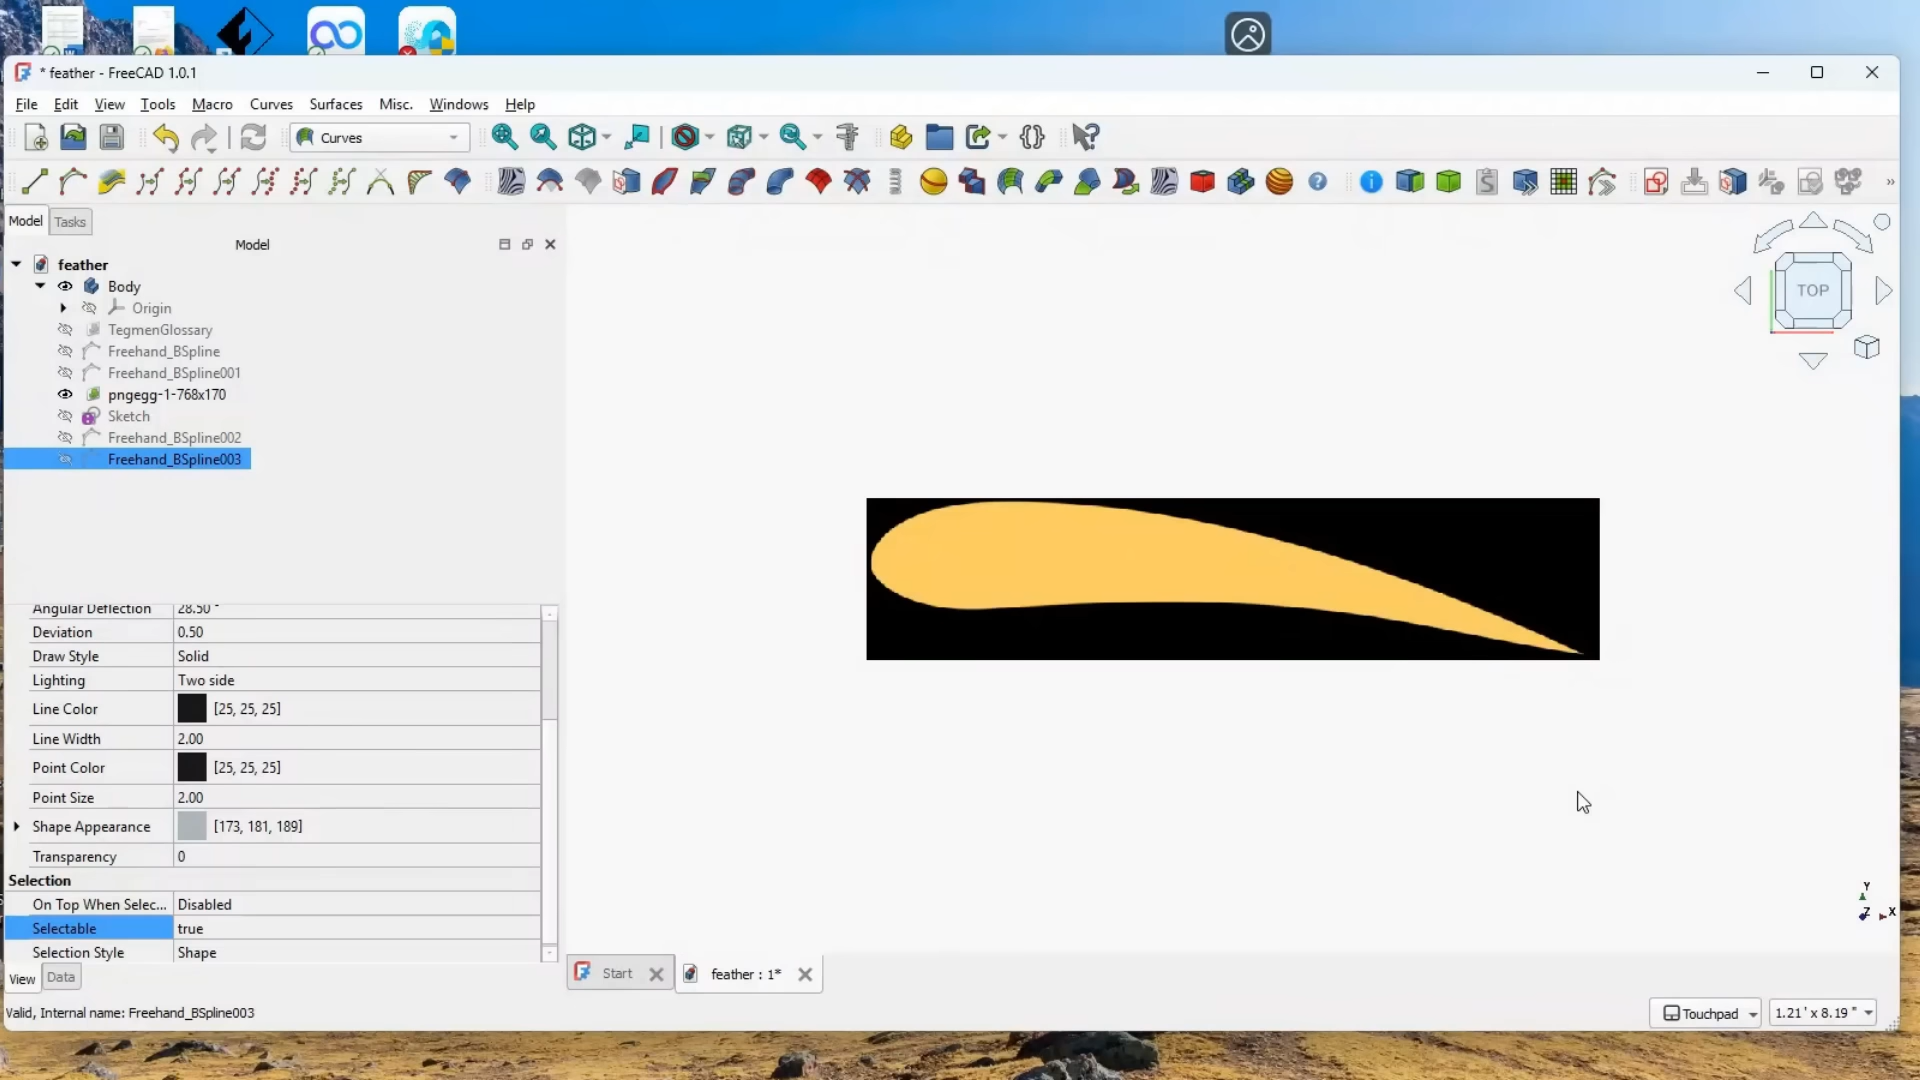 * feather - FreeCAD 1.0.1
File Edit View Tools Macro Curves Surfaces Misc. Windows Help
Curves
Model Tasks
Model
feather
Body
Origin
TegmenGlossary
Freehand_BSpline
Freehand_BSpline001
pngegg-1-768x170
Sketch
Freehand_BSpline002
Freehand_BSpline003
TOP
Angular Deflection 28.50 °
Deviation 0.50
Draw Style Solid
Lighting Two side
Line Color [25, 25, 25]
Line Width 2.00
Point Color [25, 25, 25]
Point Size 2.00
Shape Appearance [173, 181, 189]
Transparency 0
Selection
On Top When Selec... Disabled
Selectable true
Selection Style Shape
View Data
Start feather : 1*
Y
Z X
Valid, Internal name: Freehand_BSpline003
Touchpad 1.21 ' x 8.19 "